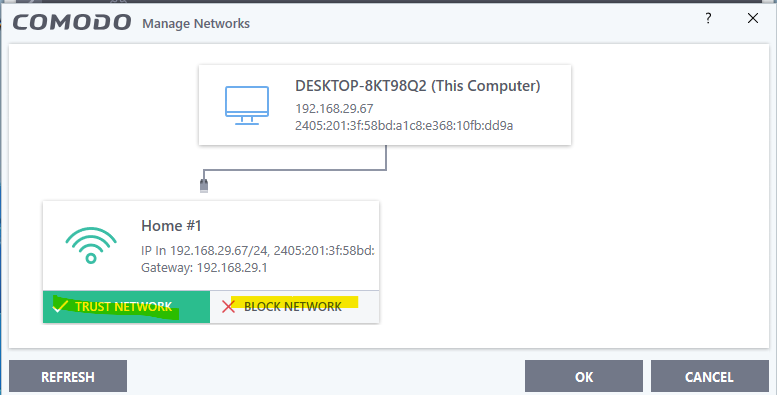 COMODO Manage Networks
?
DESKTOP-8KT98Q2 (This Computer)
192.168.29.67
2405:201:3f:58bd:a1c8:e368:10fb:dd9a
Home #1
IP In 192.168.29.67/24, 2405:201:3f:58bd:
Gateway: 192.168.29.1
TRUST NETWORK BLOCK NETWORK
REFRESH OK CANCEL